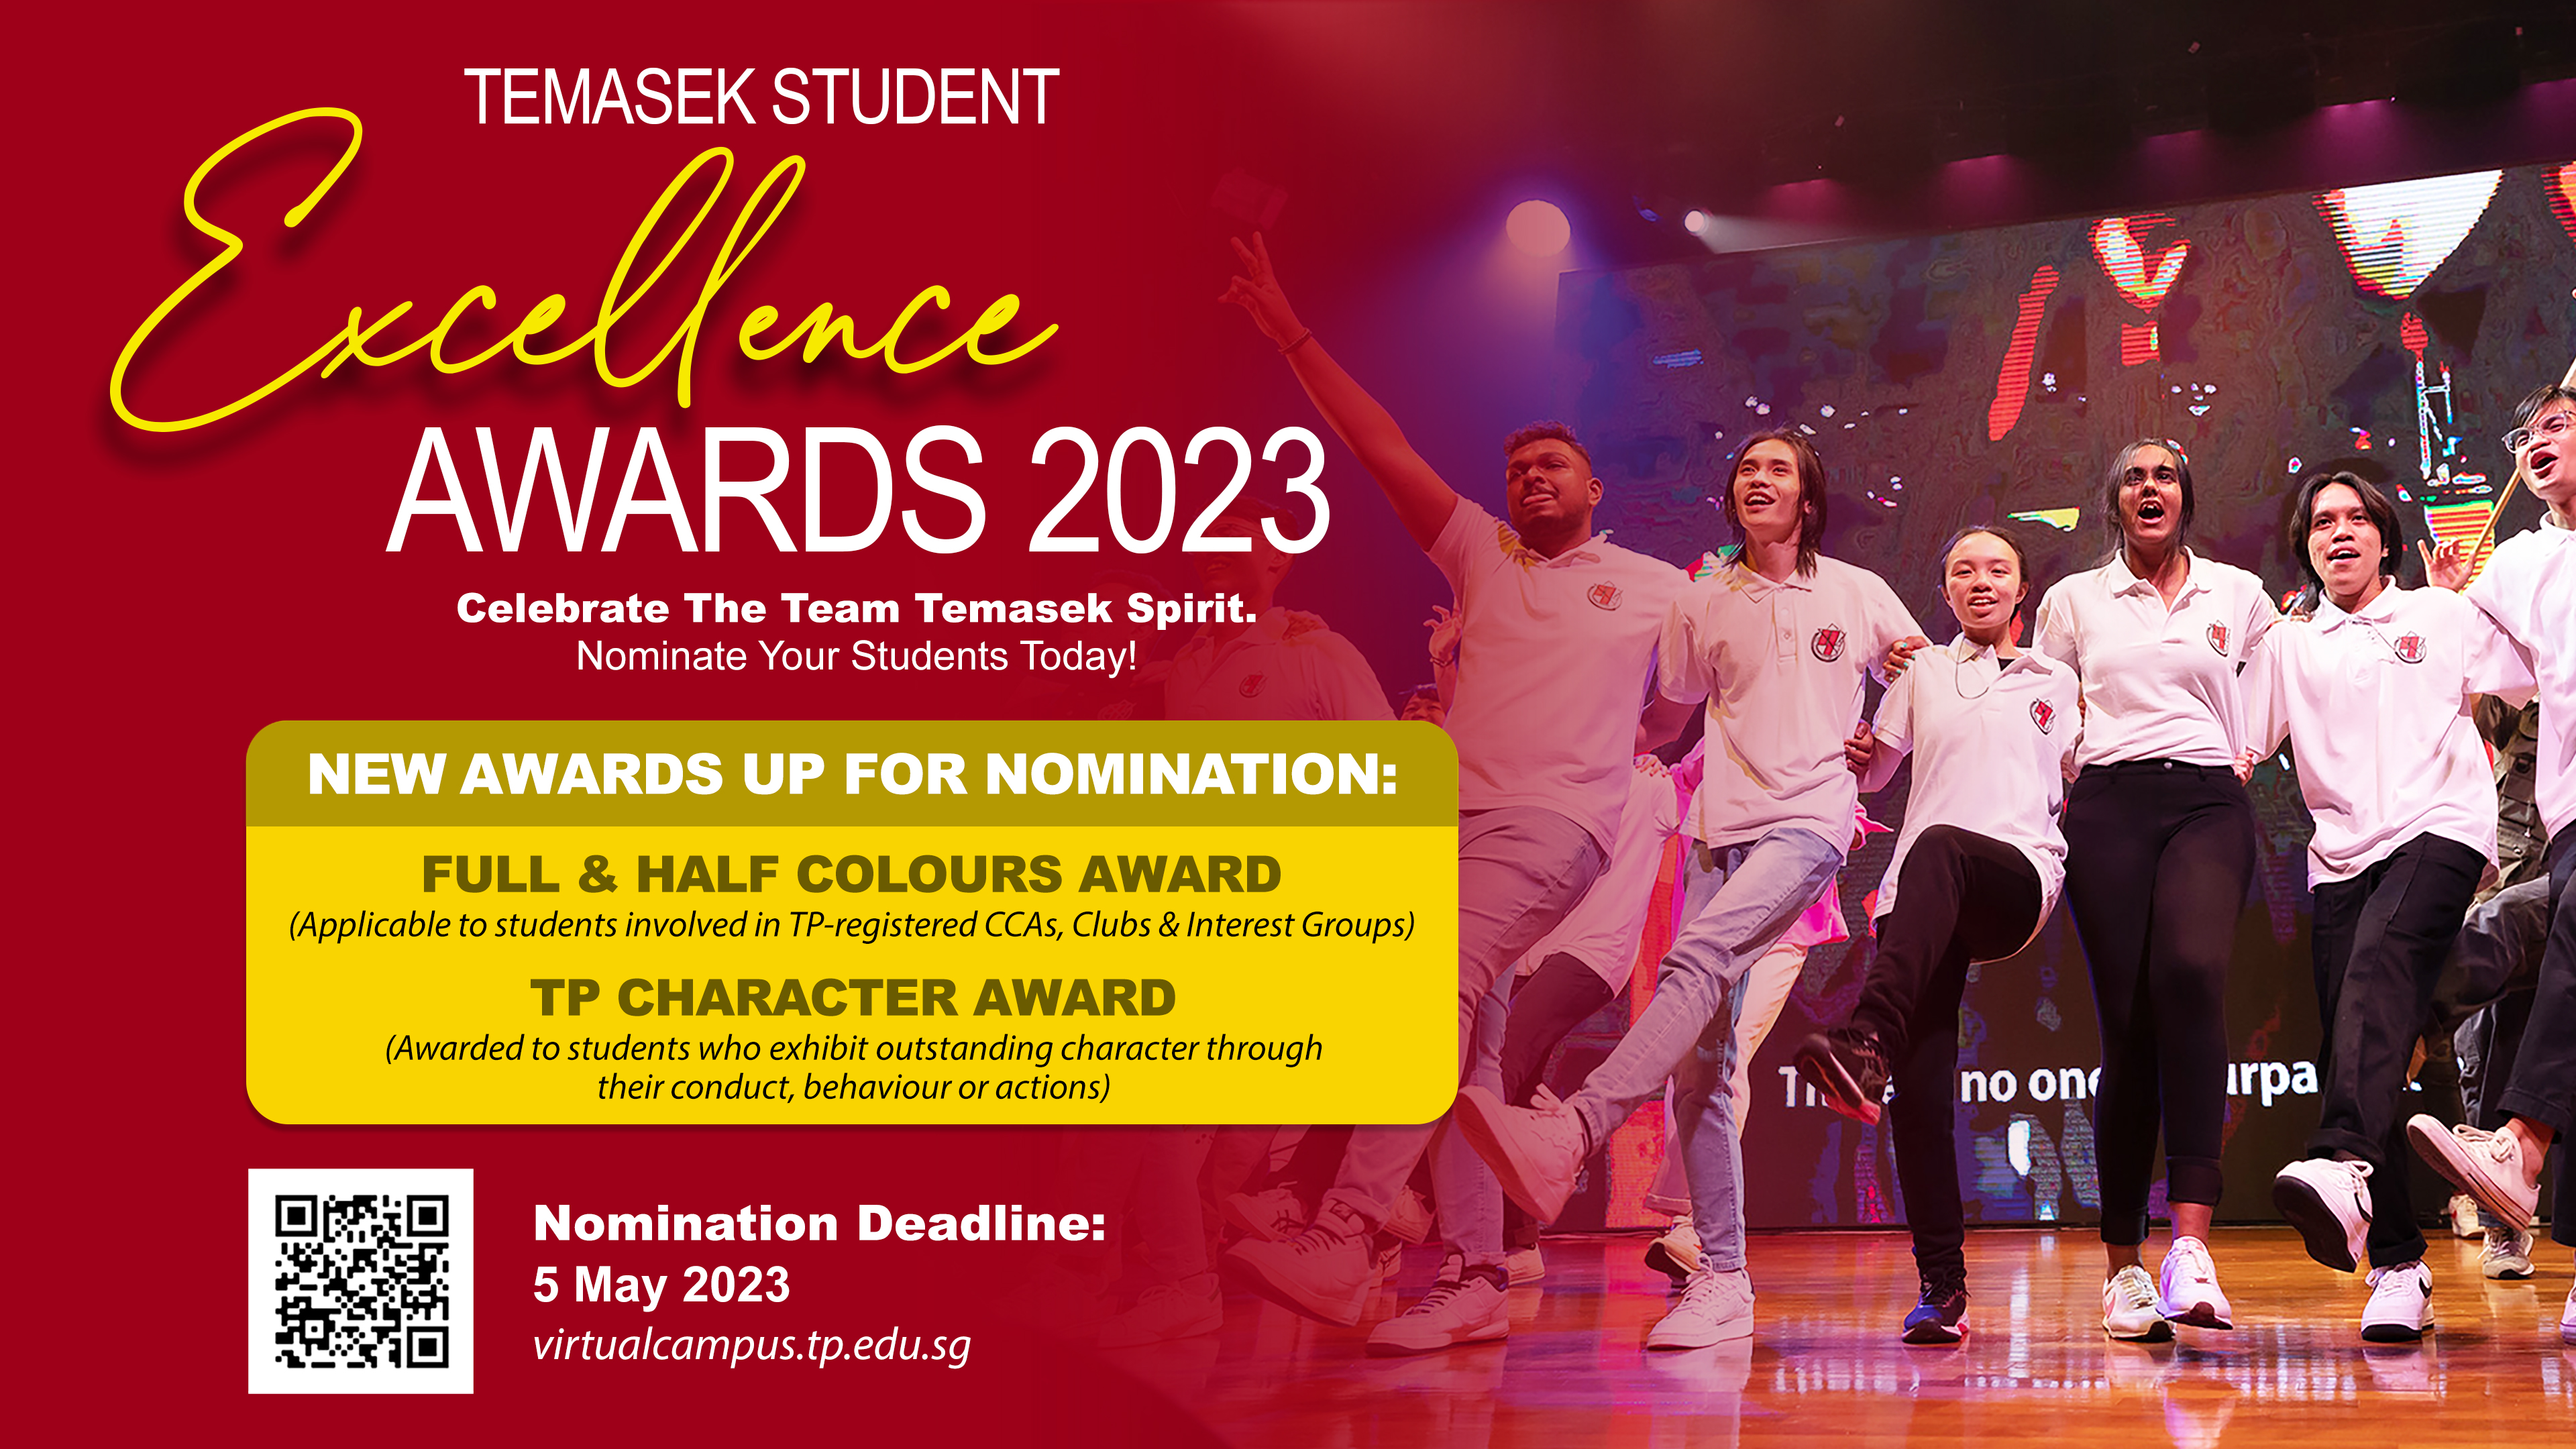 TEMASEK STUDENT
Excellence
AWARDS 2023
Celebrate The Team Temasek Spirit.
Nominate Your Students Today!
NEW AWARDS UP FOR NOMINATION:
FULL & HALF COLOURS AWARD
(Applicable to students involved in TP-registered CCAs, Clubs & Interest Groups)
TP CHARACTER AWARD
(Awarded to students who exhibit outstanding character through
their conduct, behaviour or actions)
Nomination Deadline:
5 May 2023
virtualcampus.tp.edu.sg
no one